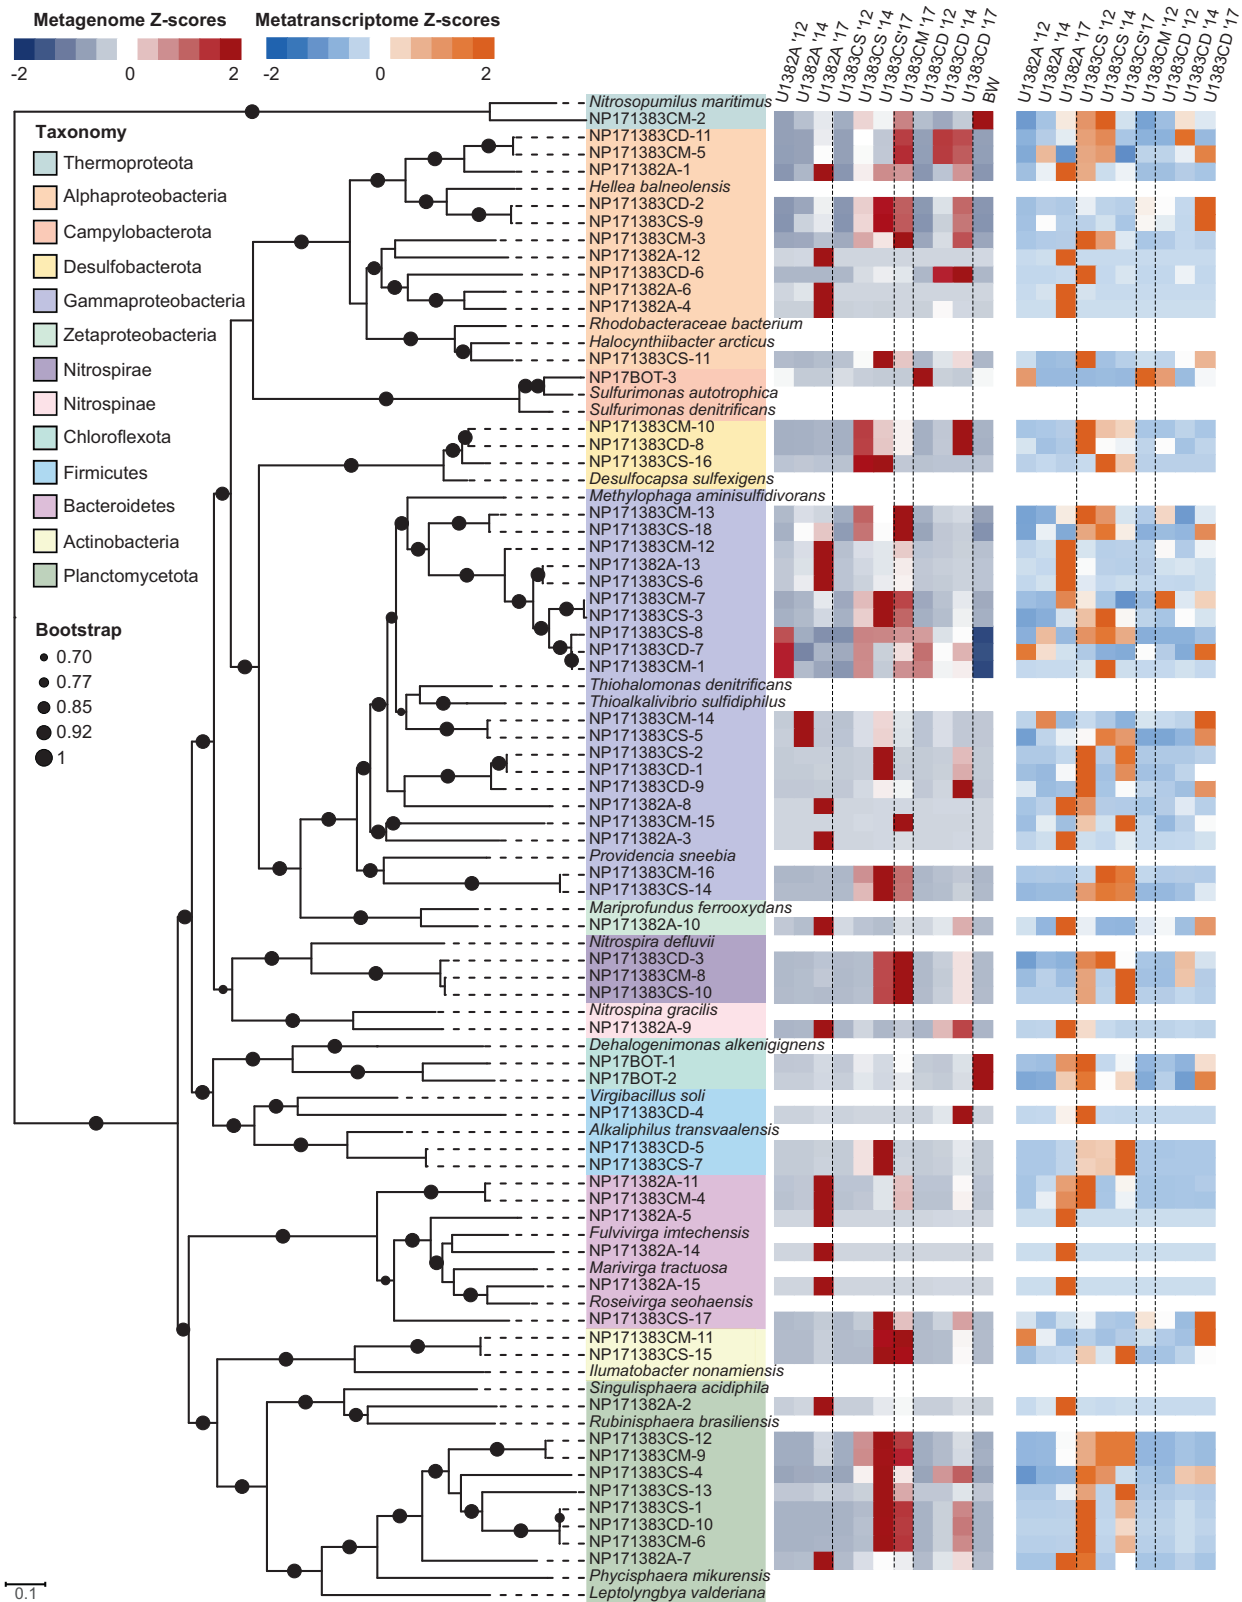 Metagenome Z-scores
Metatranscriptome Z-scores
-2 0 2
-2 0 2
U1382A '12
U1382A '14
U1382A '17
U1383CS '12
U1383CS '14
U1383CS'17
U1383CM '17
U1383CD '12
U1383CD '14
U1383CD '17
BW
U1382A '12
U1382A '14
U1382A '17
U1383CS '12
U1383CS '14
U1383CS'17
U1383CM '12
U1383CD '12
U1383CD '14
U1383CD '17
Taxonomy
Thermoproteota
Alphaproteobacteria
Campylobacterota
Desulfobacterota
Gammaproteobacteria
Zetaproteobacteria
Nitrospirae
Nitrospinae
Chloroflexota
Firmicutes
Bacteroidetes
Actinobacteria
Planctomycetota
Bootstrap
0.70
0.77
0.85
0.92
1
Nitrosopumilus maritimus
NP171383CM-2
NP171383CD-11
NP171383CM-5
NP171382A-1
Hellea balneolensis
NP171383CD-2
NP171383CS-9
NP171383CM-3
NP171382A-12
NP171383CD-6
NP171382A-6
NP171382A-4
Rhodobacteraceae bacterium
Halocynthiibacter arcticus
NP171383CS-11
NP17BOT-3
Sulfurimonas autotrophica
Sulfurimonas denitrificans
NP171383CM-10
NP171383CD-8
NP171383CS-16
Desulfocapsa sulfexigens
Methylophaga aminisulfidivorans
NP171383CM-13
NP171383CS-18
NP171383CM-12
NP171382A-13
NP171383CS-6
NP171383CM-7
NP171383CS-3
NP171383CS-8
NP171383CD-7
NP171383CM-1
Thiohalomonas denitrificans
Thioalkalivibrio sulfidiphilus
NP171383CM-14
NP171383CS-5
NP171383CS-2
NP171383CD-1
NP171383CD-9
NP171382A-8
NP171383CM-15
NP171382A-3
Providencia sneebia
NP171383CM-16
NP171383CS-14
Mariprofundus ferrooxydans
NP171382A-10
Nitrospira defluvii
NP171383CD-3
NP171383CM-8
NP171383CS-10
Nitrospina gracilis
NP171382A-9
Dehalogenimonas alkenigignens
NP17BOT-1
NP17BOT-2
Virgibacillus soli
NP171383CD-4
Alkaliphilus transvaalensis
NP171383CD-5
NP171383CS-7
NP171382A-11
NP171383CM-4
NP171382A-5
Fulvivirga imtechensis
NP171382A-14
Marivirga tractuosa
NP171382A-15
Roseivirga seohaensis
NP171383CS-17
NP171383CM-11
NP171383CS-15
Ilumatobacter nonamiensis
Singulisphaera acidiphila
NP171382A-2
Rubinisphaera brasiliensis
NP171383CS-12
NP171383CM-9
NP171383CS-4
NP171383CS-13
NP171383CS-1
NP171383CD-10
NP171383CM-6
NP171382A-7
Phycisphaera mikurensis
Leptolyngbya valderiana
0.1